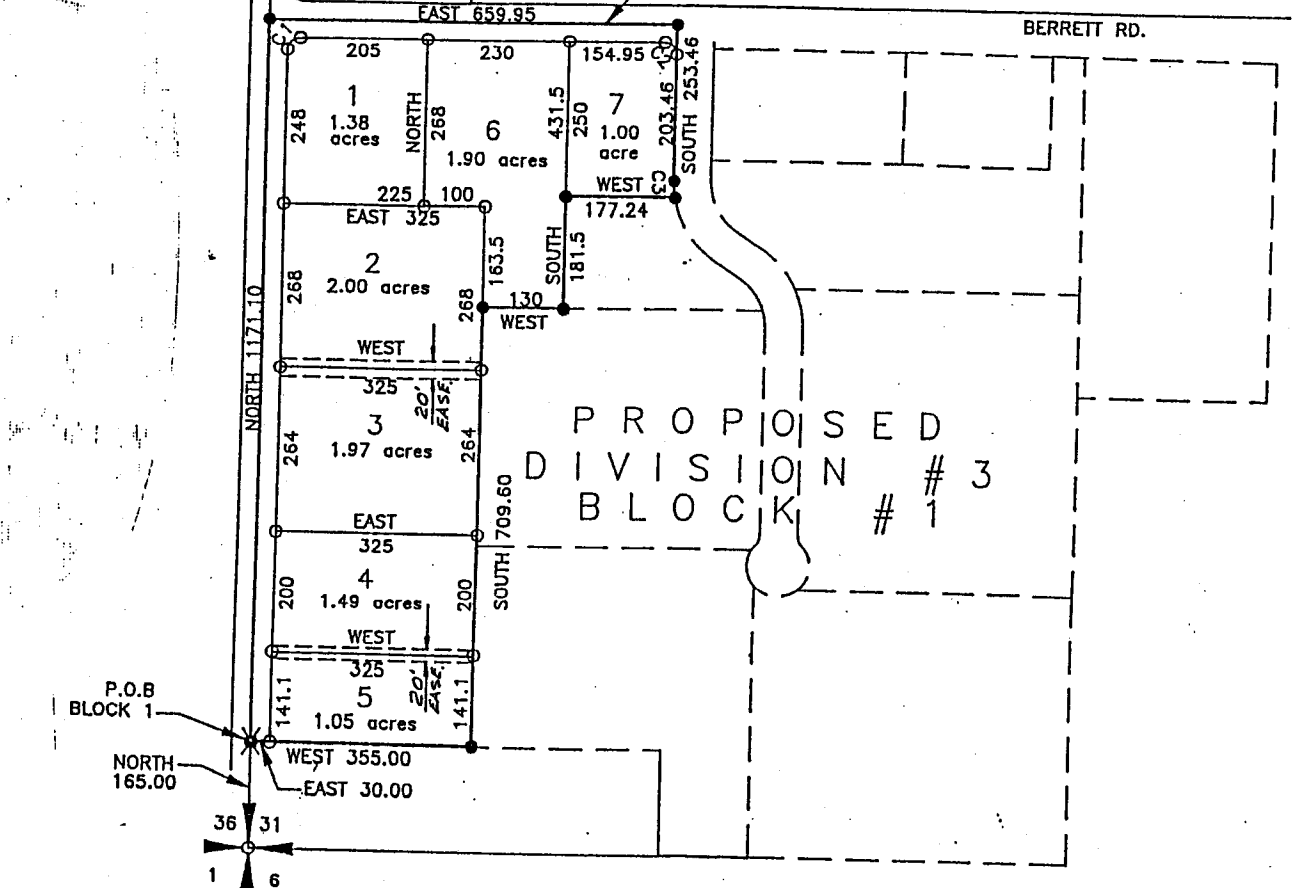 EAST 659.95
BERRETT RD.
C1
205
230
154.95
C2
248
1
1.38
acres
NORTH
268
6
1.90 acres
431.5
250
7
1.00
acre
203.46
SOUTH 253.46
WEST
177.24
C3
225
100
EAST 325
2
2.00 acres
268
163.5
268
SOUTH
181.5
130
WEST
NORTH 1171.10
WEST
325
20'
EASE.
3
1.97 acres
264
264
PROPOSED
DIVISION # 3
BLOCK # 1
EAST
325
SOUTH 709.60
4
1.49 acres
200
200
WEST
325
20'
EASE.
5
1.05 acres
141.1
141.1
P.O.B
BLOCK 1
WEST 355.00
EAST 30.00
NORTH
165.00
36 31
1 6